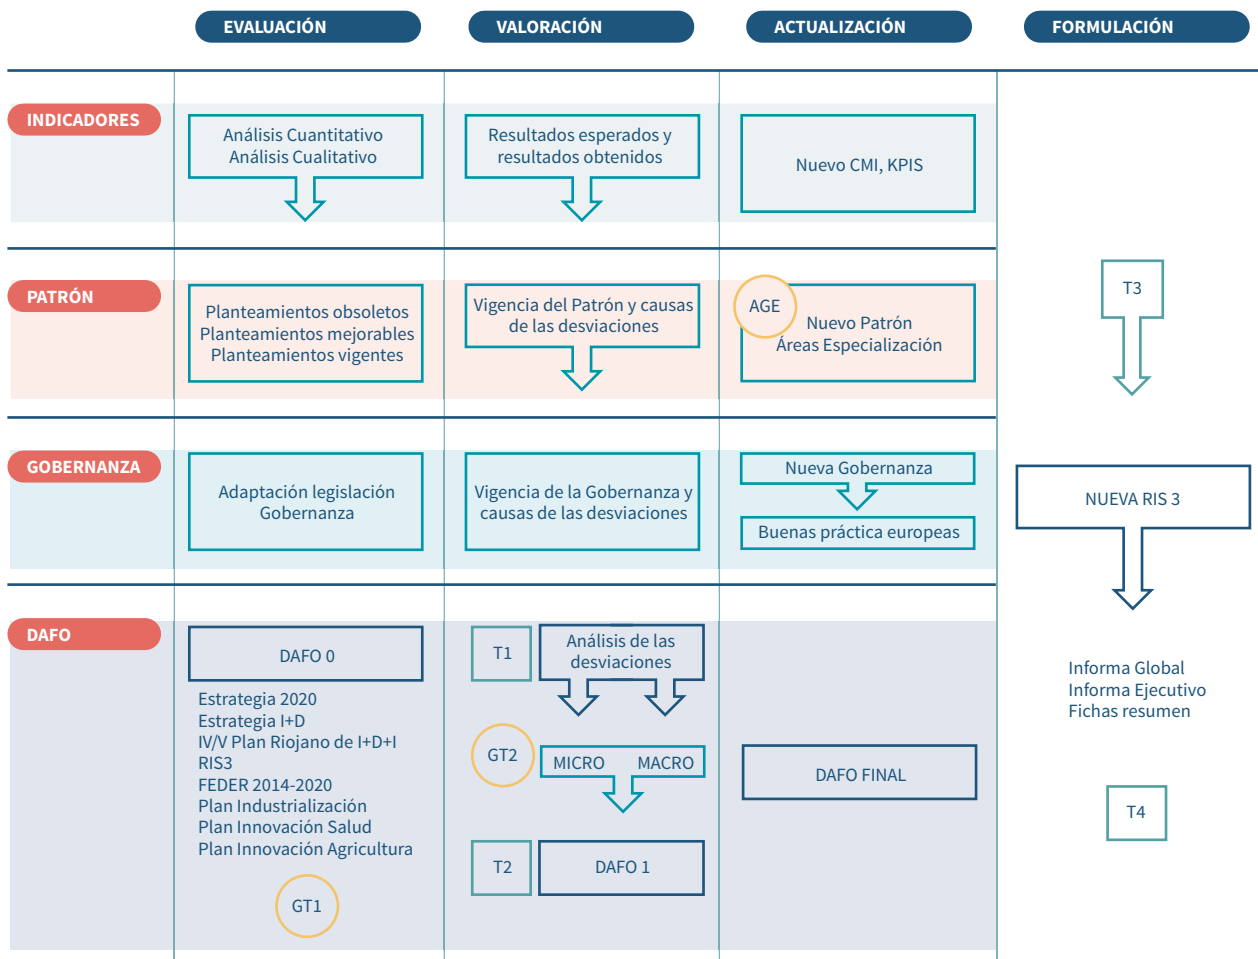 EVALUACIÓN
VALORACIÓN
ACTUALIZACIÓN
FORMULACIÓN
INDICADORES
Análisis Cuantitativo
Análisis Cualitativo
Resultados esperados y
resultados obtenidos
Nuevo CMI, KPIS
PATRÓN
Planteamientos obsoletos
Planteamientos mejorables
Planteamientos vigentes
Vigencia del Patrón y causas
de las desviaciones
AGE
Nuevo Patrón
Áreas Especialización
T3
GOBERNANZA
Adaptación legislación
Gobernanza
Vigencia de la Gobernanza y
causas de las desviaciones
Nueva Gobernanza
Buenas práctica europeas
NUEVA RIS 3
DAFO
DAFO 0
Estrategia 2020
Estrategia I+D
IV/V Plan Riojano de I+D+I
RIS3
FEDER 2014-2020
Plan Industrialización
Plan Innovación Salud
Plan Innovación Agricultura
GT1
T1
Análisis de las
desviaciones
GT2
MICRO
MACRO
T2
DAFO 1
DAFO FINAL
Informa Global
Informa Ejecutivo
Fichas resumen
T4